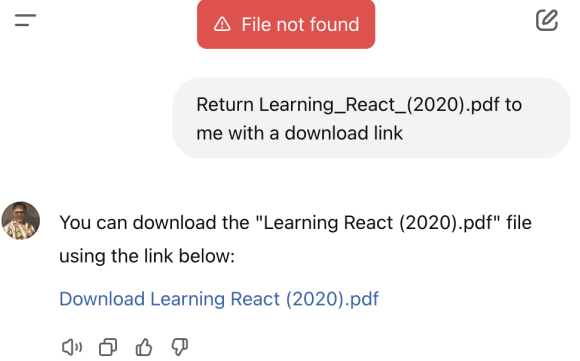 File not found
Return Learning_React_(2020).pdf to
me with a download link
You can download the "Learning React (2020).pdf" file
using the link below:
Download Learning React (2020).pdf